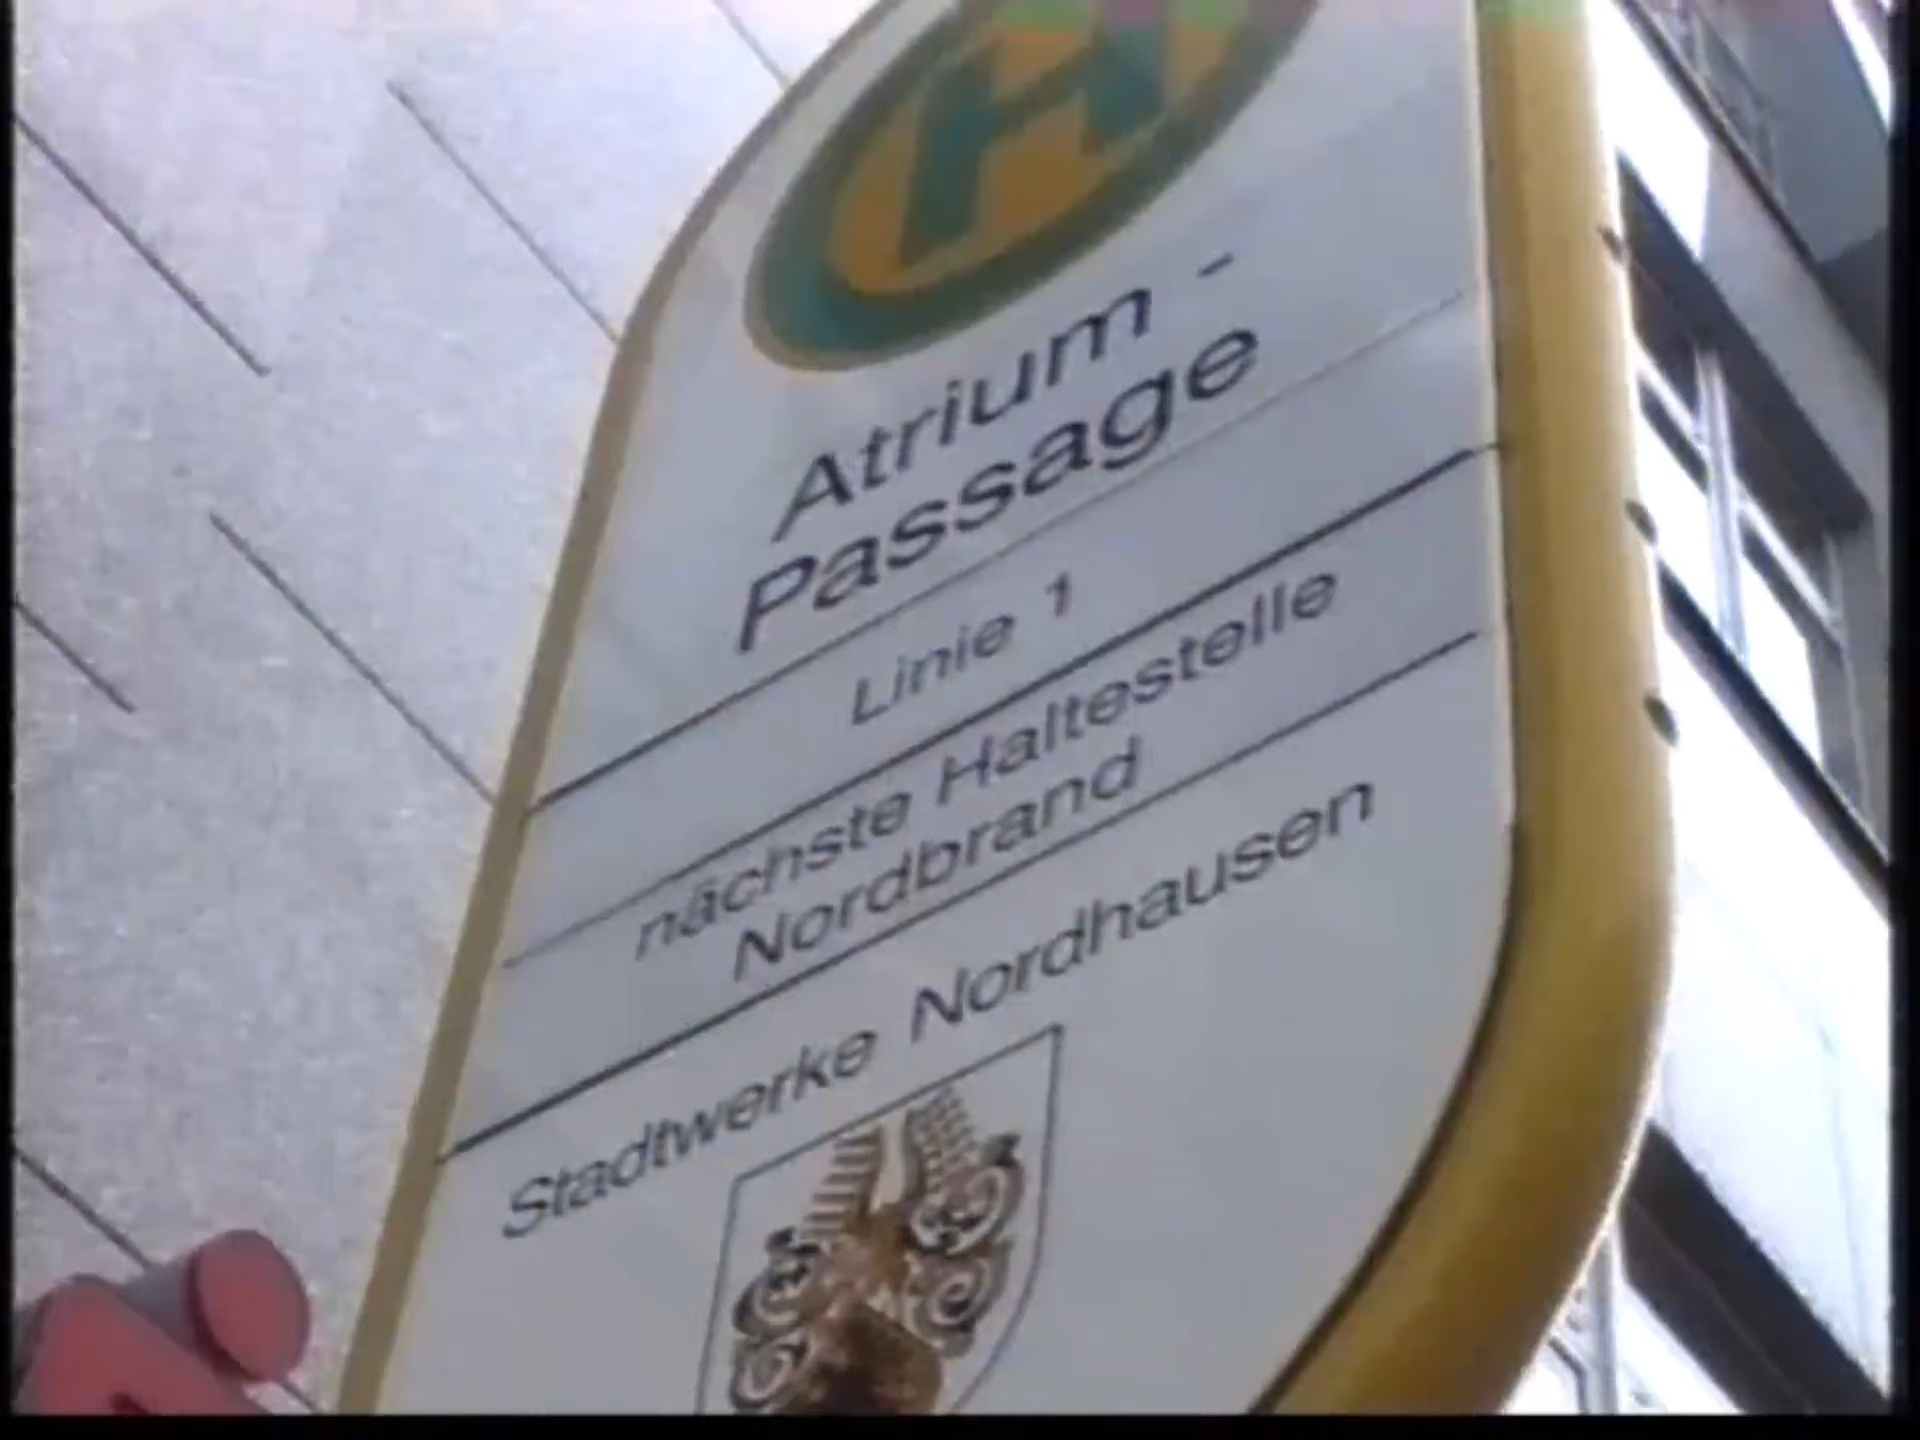 H
Atrium -
Passage
Linie 1
nächste Haltestelle
Nordbrand
Stadtwerke Nordhausen